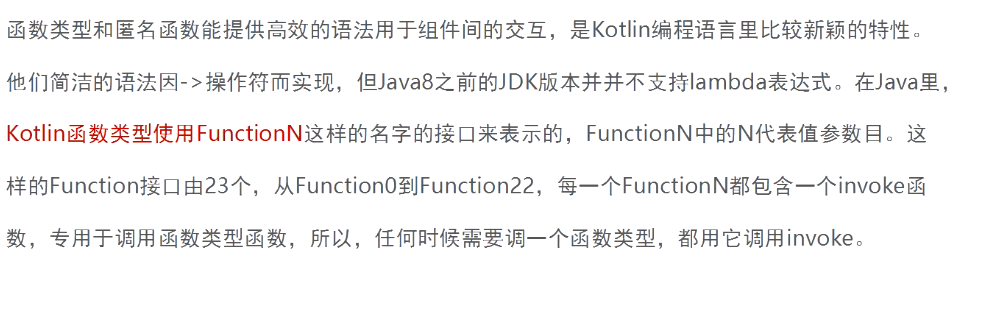 函数类型和匿名函数能提供高效的语法用于组件间的交互，是Kotlin编程语言里比较新颖的特性。
他们简洁的语法因->操作符而实现，但Java8之前的JDK版本并并不支持lambda表达式。在Java里，
Kotlin函数类型使用FunctionN这样的名字的接口来表示的，FunctionN中的N代表值参数目。这
样的Function接口由23个，从Function0到Function22，每一个FunctionN都包含一个invoke函
数，专用于调用函数类型函数，所以，任何时候需要调一个函数类型，都用它调用invoke。